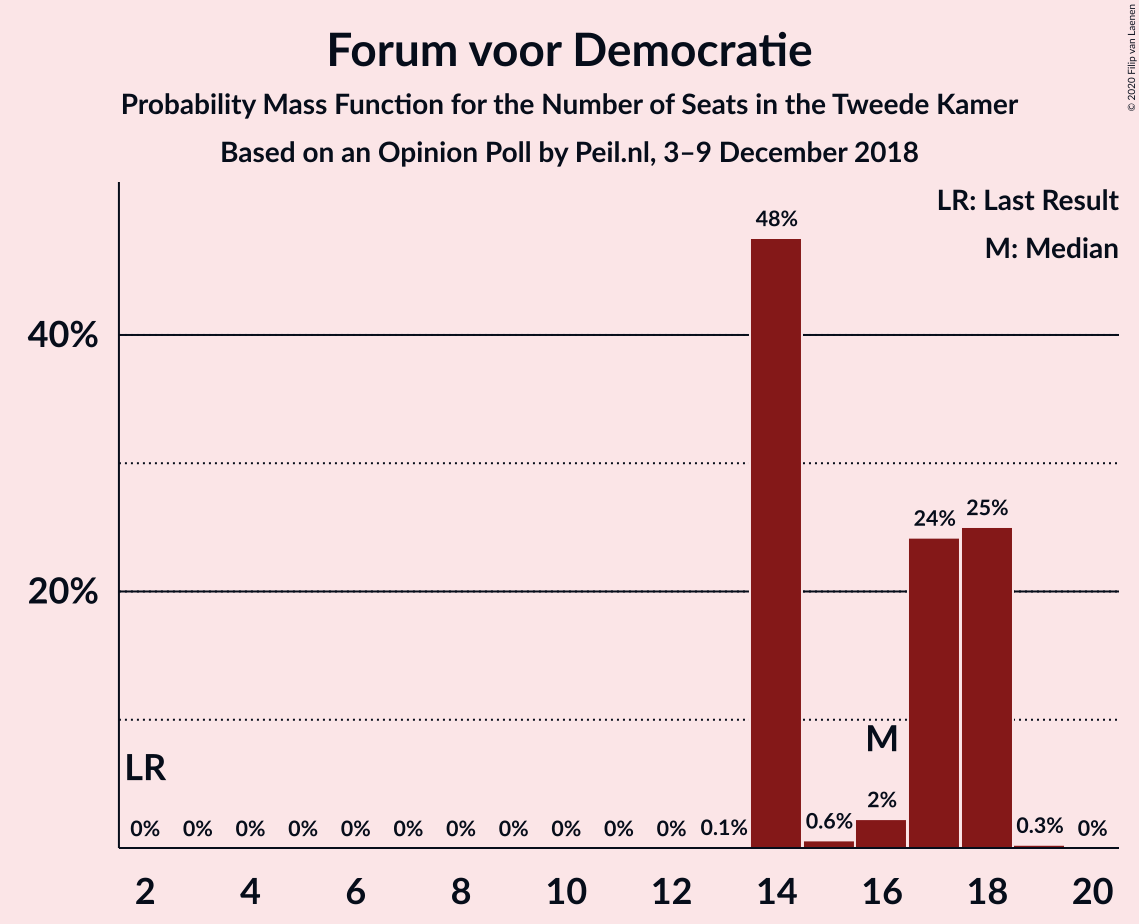 Forum voor Democratie
Probability Mass Function for the Number of Seats in the Tweede Kamer
Based on an Opinion Poll by Peil.nl, 3–9 December 2018
© 2020 Filip van Laenen
LR: Last Result
M: Median
48%
40%
24% 25%
20%
M
LR
0% 0% 0% 0% 0% 0% 0% 0% 0% 0% 0% 0.1% 0.6% 2% 0.3% 0%
2 4 6 8 10 12 14 16 18 20